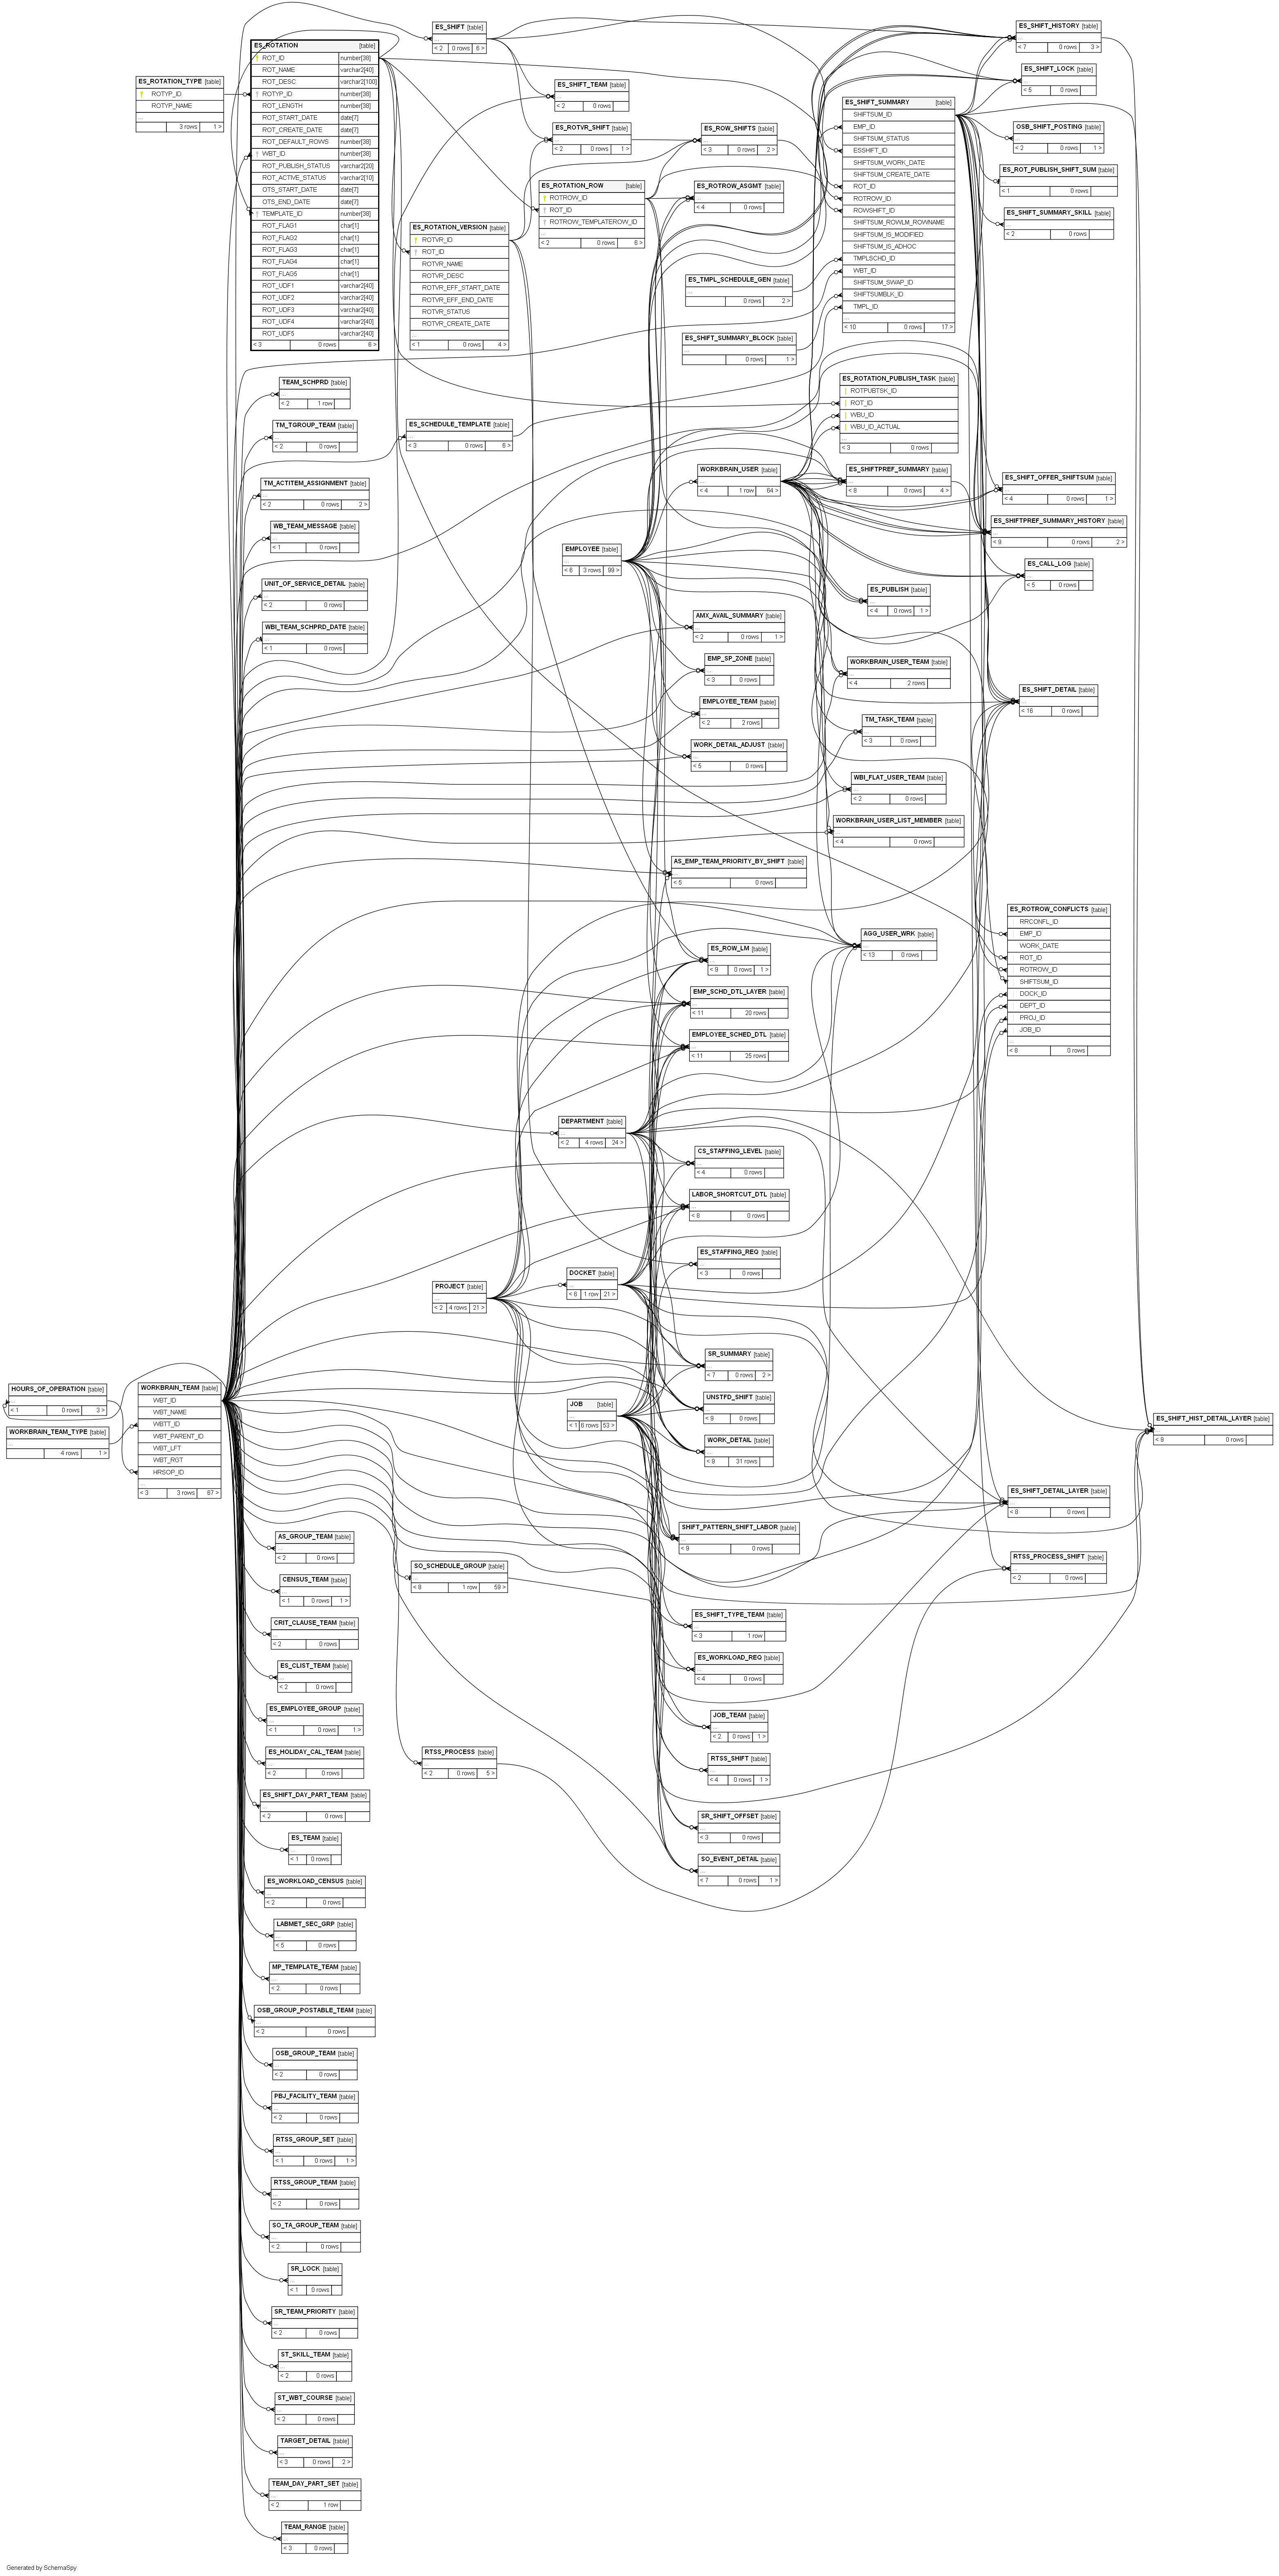 ES_SHIFT [table]
< 2 0 rows 6 >
ES_SHIFT_HISTORY [table]
< 7 0 rows 3 >
ES_ROTATION [table]
ROT_ID number[38]
ROT_NAME varchar2[40]
ROT_DESC varchar2[100]
ROTYP_ID number[38]
ROT_LENGTH number[38]
ROT_START_DATE date[7]
ROT_CREATE_DATE date[7]
ROT_DEFAULT_ROWS number[38]
WBT_ID number[38]
ROT_PUBLISH_STATUS varchar2[20]
ROT_ACTIVE_STATUS varchar2[10]
OTS_START_DATE date[7]
OTS_END_DATE date[7]
TEMPLATE_ID number[38]
ROT_FLAG1 char[1]
ROT_FLAG2 char[1]
ROT_FLAG3 char[1]
ROT_FLAG4 char[1]
ROT_FLAG5 char[1]
ROT_UDF1 varchar2[40]
ROT_UDF2 varchar2[40]
ROT_UDF3 varchar2[40]
ROT_UDF4 varchar2[40]
ROT_UDF5 varchar2[40]
< 3 0 rows 6 >
ES_ROTATION_TYPE [table]
ROTYP_ID
ROTYP_NAME
...
3 rows 1 >
ES_SHIFT_TEAM [table]
...
< 2 0 rows
ES_SHIFT_LOCK [table]
...
< 5 0 rows
ES_SHIFT_SUMMARY [table]
SHIFTSUM_ID
EMP_ID
SHIFTSUM_STATUS
ESSHIFT_ID
SHIFTSUM_WORK_DATE
SHIFTSUM_CREATE_DATE
ROT_ID
ROTROW_ID
ROWSHIFT_ID
SHIFTSUM_ROWLM_ROWNAME
SHIFTSUM_IS_MODIFIED
SHIFTSUM_IS_ADHOC
TMPLSCHD_ID
WBT_ID
SHIFTSUM_SWAP_ID
SHIFTSUMBLK_ID
TMPL_ID
...
< 10 0 rows 17 >
ES_ROTVR_SHIFT [table]
...
< 2 0 rows 1 >
ES_ROW_SHIFTS [table]
...
< 3 0 rows 2 >
OSB_SHIFT_POSTING [table]
...
< 2 0 rows 1 >
ES_ROT_PUBLISH_SHIFT_SUM [table]
...
< 1 0 rows
ES_ROTATION_ROW [table]
ROTROW_ID
ROT_ID
ROTROW_TEMPLATEROW_ID
...
< 2 0 rows 6 >
ES_ROTROW_ASGMT [table]
...
< 4 0 rows
ES_SHIFT_SUMMARY_SKILL [table]
...
< 2 0 rows
ES_ROTATION_VERSION [table]
ROTVR_ID
ROT_ID
ROTVR_NAME
ROTVR_DESC
ROTVR_EFF_START_DATE
ROTVR_EFF_END_DATE
ROTVR_STATUS
ROTVR_CREATE_DATE
...
< 1 0 rows 4 >
ES_TMPL_SCHEDULE_GEN [table]
...
0 rows 2 >
ES_SHIFT_SUMMARY_BLOCK [table]
...
0 rows 1 >
ES_ROTATION_PUBLISH_TASK [table]
ROTPUBTSK_ID
ROT_ID
WBU_ID
WBU_ID_ACTUAL
...
< 3 0 rows
TEAM_SCHPRD [table]
...
< 2 1 row
TM_TGROUP_TEAM [table]
...
< 2 0 rows
ES_SCHEDULE_TEMPLATE [table]
...
< 3 0 rows 6 >
WORKBRAIN_USER [table]
...
< 4 1 row 64 >
ES_SHIFTPREF_SUMMARY [table]
...
< 8 0 rows 4 >
ES_SHIFT_OFFER_SHIFTSUM [table]
...
< 4 0 rows 1 >
TM_ACTITEM_ASSIGNMENT [table]
...
< 2 0 rows 2 >
WB_TEAM_MESSAGE [table]
...
< 1 0 rows
ES_SHIFTPREF_SUMMARY_HISTORY [table]
...
< 9 0 rows 2 >
EMPLOYEE [table]
...
< 6 3 rows 99 >
ES_CALL_LOG [table]
...
< 5 0 rows
UNIT_OF_SERVICE_DETAIL [table]
...
< 2 0 rows
ES_PUBLISH [table]
...
< 4 0 rows 1 >
WBI_TEAM_SCHPRD_DATE [table]
...
< 1 0 rows
AMX_AVAIL_SUMMARY [table]
...
< 2 0 rows 1 >
EMP_SP_ZONE [table]
...
< 3 0 rows
WORKBRAIN_USER_TEAM [table]
...
< 4 2 rows
EMPLOYEE_TEAM [table]
...
< 2 2 rows
ES_SHIFT_DETAIL [table]
...
< 16 0 rows
TM_TASK_TEAM [table]
...
< 3 0 rows
WORK_DETAIL_ADJUST [table]
...
< 5 0 rows
WBI_FLAT_USER_TEAM [table]
...
< 2 0 rows
WORKBRAIN_USER_LIST_MEMBER [table]
...
< 4 0 rows
AS_EMP_TEAM_PRIORITY_BY_SHIFT [table]
...
< 5 0 rows
ES_ROTROW_CONFLICTS [table]
RRCONFL_ID
EMP_ID
WORK_DATE
ROT_ID
ROTROW_ID
SHIFTSUM_ID
DOCK_ID
DEPT_ID
PROJ_ID
JOB_ID
...
< 8 0 rows
AGG_USER_WRK [table]
...
< 13 0 rows
ES_ROW_LM [table]
...
< 9 0 rows 1 >
EMP_SCHD_DTL_LAYER [table]
...
< 11 20 rows
EMPLOYEE_SCHED_DTL [table]
...
< 11 25 rows
DEPARTMENT [table]
...
< 2 4 rows 24 >
CS_STAFFING_LEVEL [table]
...
< 4 0 rows
LABOR_SHORTCUT_DTL [table]
...
< 8 0 rows
ES_STAFFING_REQ [table]
...
< 3 0 rows
DOCKET [table]
...
< 6 1 row 21 >
PROJECT [table]
...
< 2 4 rows 21 >
SR_SUMMARY [table]
...
< 7 0 rows 2 >
HOURS_OF_OPERATION [table]
...
< 1 0 rows 3 >
WORKBRAIN_TEAM [table]
WBT_ID
WBT_NAME
WBTT_ID
WBT_PARENT_ID
WBT_LFT
WBT_RGT
HRSOP_ID
...
< 3 3 rows 67 >
WORKBRAIN_TEAM_TYPE [table]
...
4 rows 1 >
UNSTFD_SHIFT [table]
...
< 9 0 rows
JOB [table]
...
< 1 6 rows 53 >
ES_SHIFT_HIST_DETAIL_LAYER [table]
...
< 9 0 rows
WORK_DETAIL [table]
...
< 9 31 rows
ES_SHIFT_DETAIL_LAYER [table]
...
< 8 0 rows
SHIFT_PATTERN_SHIFT_LABOR [table]
...
< 9 0 rows
AS_GROUP_TEAM [table]
...
< 2 0 rows
RTSS_PROCESS_SHIFT [table]
...
< 2 0 rows
SO_SCHEDULE_GROUP [table]
...
< 8 1 row 59 >
CENSUS_TEAM [table]
...
< 1 0 rows 1 >
ES_SHIFT_TYPE_TEAM [table]
...
< 3 1 row
CRIT_CLAUSE_TEAM [table]
...
< 2 0 rows
ES_WORKLOAD_REQ [table]
...
< 4 0 rows
ES_CLIST_TEAM [table]
...
< 2 0 rows
ES_EMPLOYEE_GROUP [table]
...
< 1 0 rows 1 >
JOB_TEAM [table]
...
< 2 0 rows 1 >
ES_HOLIDAY_CAL_TEAM [table]
...
< 2 0 rows
RTSS_PROCESS [table]
...
< 2 0 rows 5 >
RTSS_SHIFT [table]
...
< 4 0 rows 1 >
ES_SHIFT_DAY_PART_TEAM [table]
...
< 2 0 rows
SR_SHIFT_OFFSET [table]
...
< 3 0 rows
ES_TEAM [table]
...
< 1 0 rows
SO_EVENT_DETAIL [table]
...
< 7 0 rows 1 >
ES_WORKLOAD_CENSUS [table]
...
< 2 0 rows
LABMET_SEC_GRP [table]
...
< 5 0 rows
MP_TEMPLATE_TEAM [table]
...
< 2 0 rows
OSB_GROUP_POSTABLE_TEAM [table]
...
< 2 0 rows
OSB_GROUP_TEAM [table]
...
< 2 0 rows
PBJ_FACILITY_TEAM [table]
...
< 2 0 rows
RTSS_GROUP_SET [table]
...
< 1 0 rows 1 >
RTSS_GROUP_TEAM [table]
...
< 2 0 rows
SO_TA_GROUP_TEAM [table]
...
< 2 0 rows
SR_LOCK [table]
...
< 1 0 rows
SR_TEAM_PRIORITY [table]
...
< 2 0 rows
ST_SKILL_TEAM [table]
...
< 2 0 rows
ST_WBT_COURSE [table]
...
< 2 0 rows
TARGET_DETAIL [table]
...
< 3 0 rows 2 >
TEAM_DAY_PART_SET [table]
...
< 2 1 row
TEAM_RANGE [table]
...
< 3 0 rows
Generated by SchemaSpy